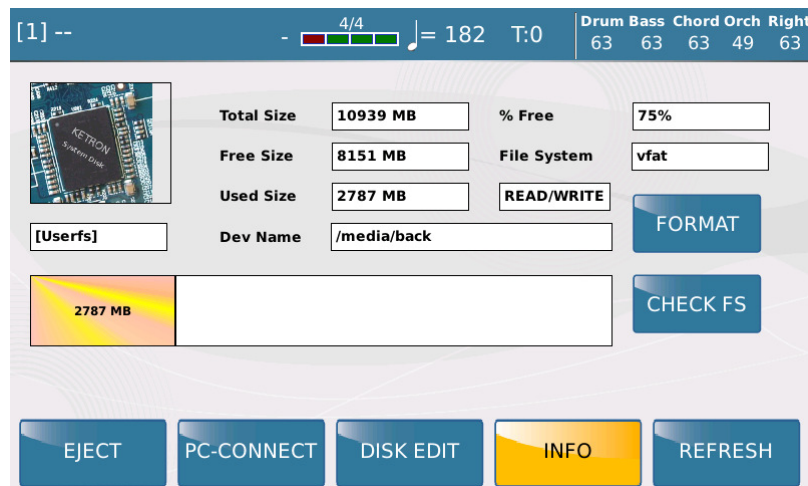 [1] -- - 4/4 ♩= 182 T:0 Drum Bass Chord Orch Right
63 63 63 49 63
KETRON
System Disk
Total Size 10939 MB % Free 75%
Free Size 8151 MB File System vfat
Used Size 2787 MB READ/WRITE
[Userfs] Dev Name /media/back FORMAT
2787 MB CHECK FS
EJECT PC-CONNECT DISK EDIT INFO REFRESH